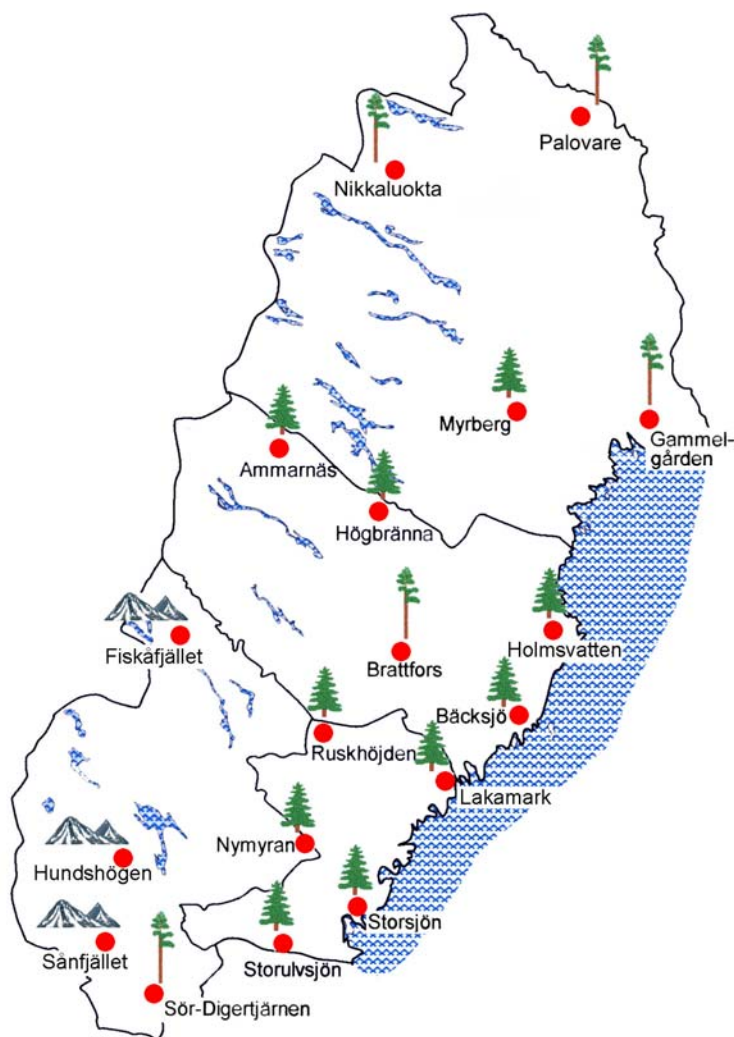 Palovare
Nikkaluokta
Myrberg
Gammel-
gården
Ammarnäs
Högbränna
Fiskåfjället
Brattfors
Holmsvatten
Bäcksjö
Ruskhöjden
Lakamark
Nymyran
Hundshögen
Storsjön
Sånfjället
Storulvsjön
Sör-Digertjärnen